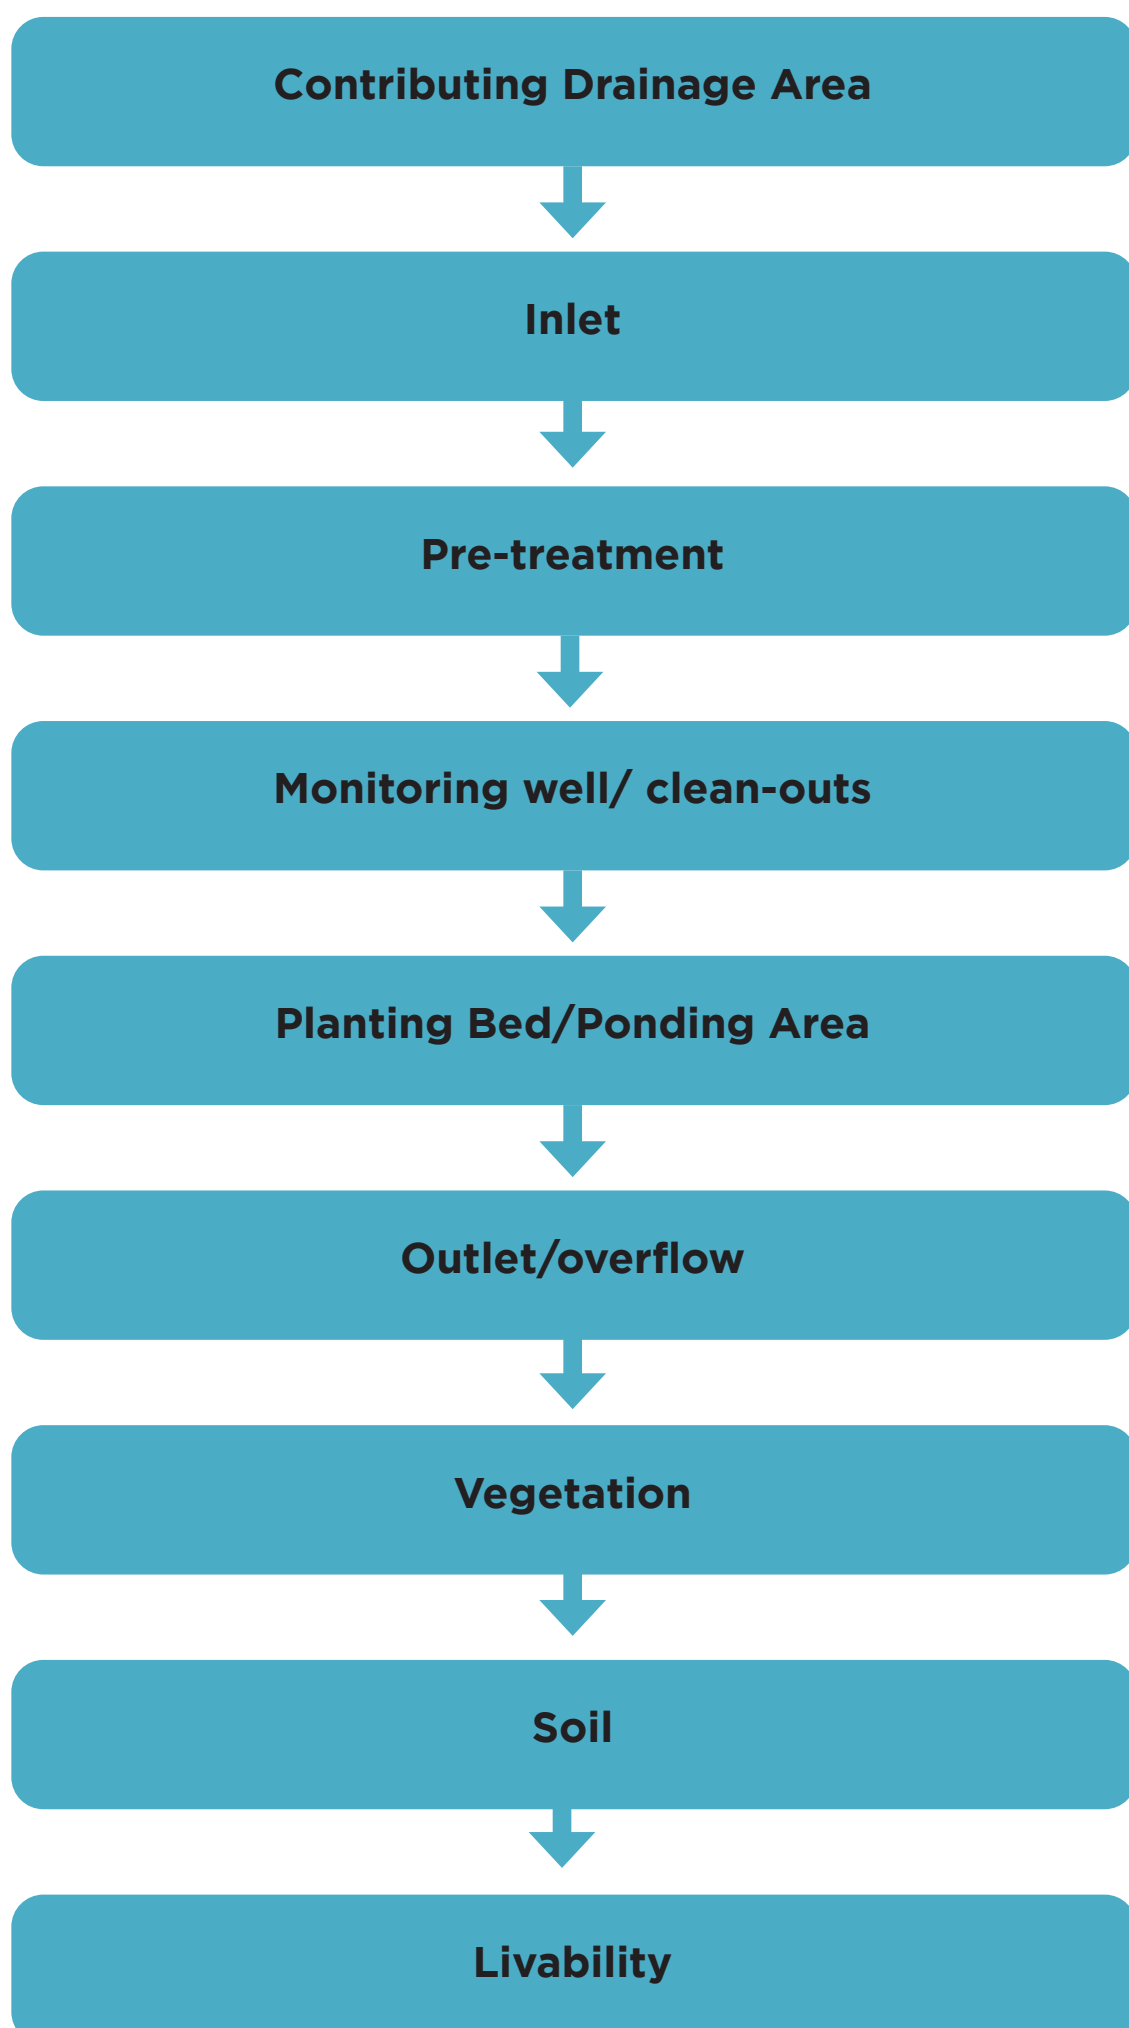 Contributing Drainage Area
Inlet
Pre-treatment
Monitoring well/ clean-outs
Planting Bed/Ponding Area
Outlet/overflow
Vegetation
Soil
Livability